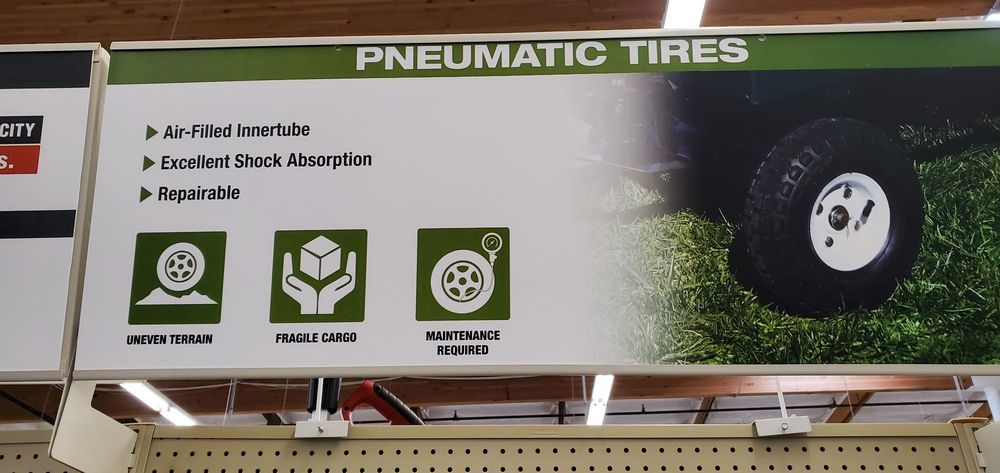 PNEUMATIC TIRES
CITY
S.
Air-Filled Innertube
Excellent Shock Absorption
Repairable
UNEVEN TERRAIN
FRAGILE CARGO
MAINTENANCE
REQUIRED